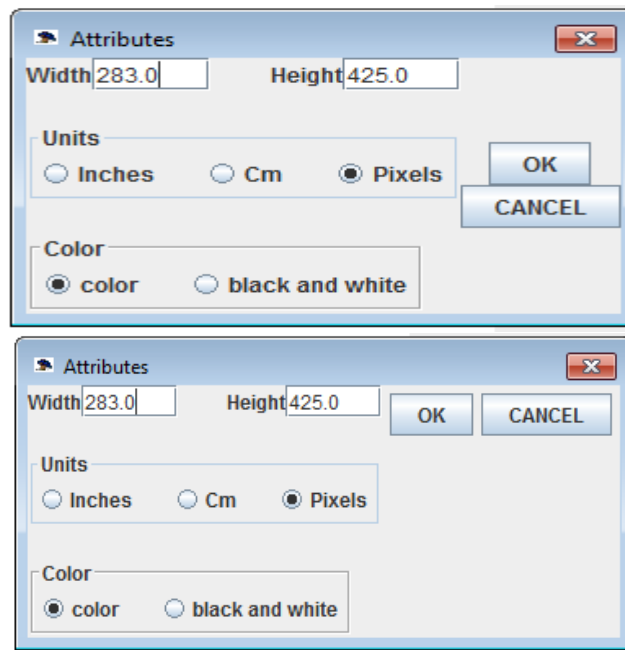 Attributes
Width 283.0 Height 425.0
Units
Inches Cm Pixels OK
CANCEL
Color
color black and white
Attributes
Width 283.0 Height 425.0 OK CANCEL
Units
Inches Cm Pixels
Color
color black and white